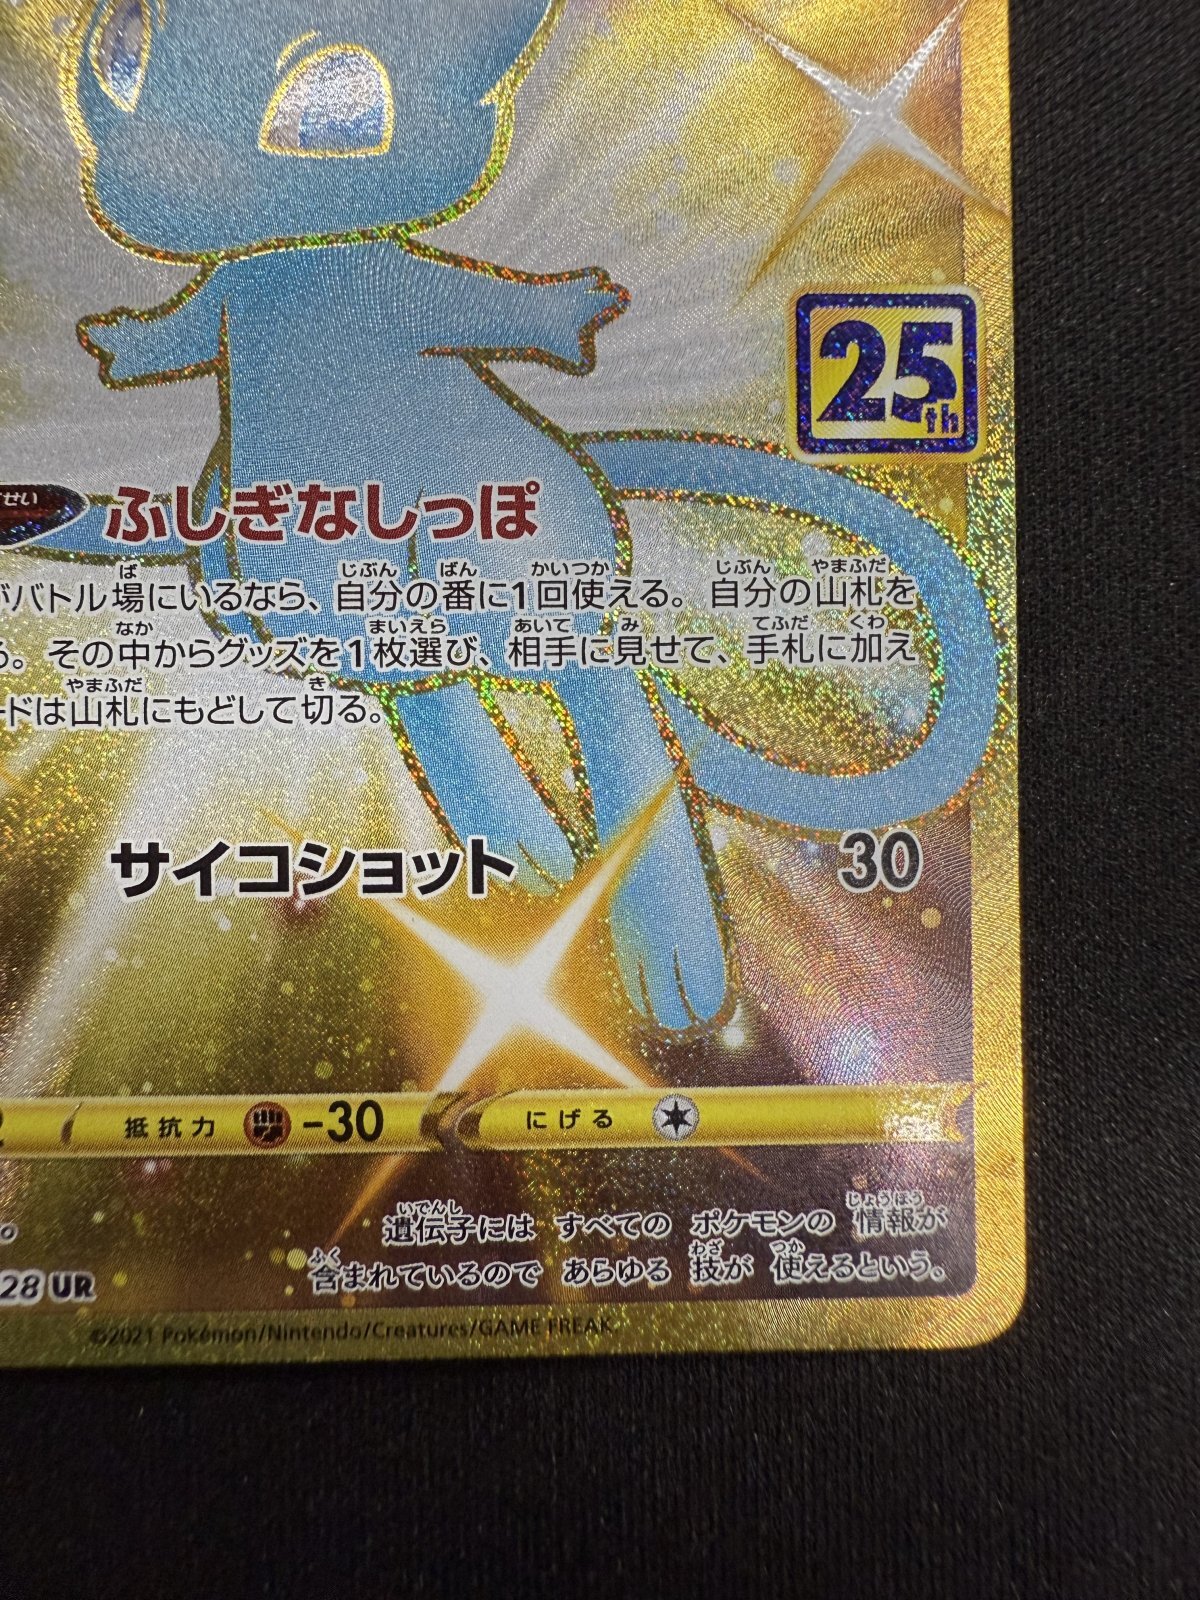 25th
せい ふしぎなしっぽ
がバトル場にいるなら、自分の番に1回使える。自分の山札を
る。その中からグッズを1枚選び、相手に見せて、手札に加え
ードは山札にもどして切る。
サイコショット 30
2 抵抗力 -30 にげる
遺伝子には すべての ポケモンの 情報が
含まれているので あらゆる 技が 使えるという。
28 UR
©2021 Pokémon/Nintendo/Creatures/GAME FREAK.